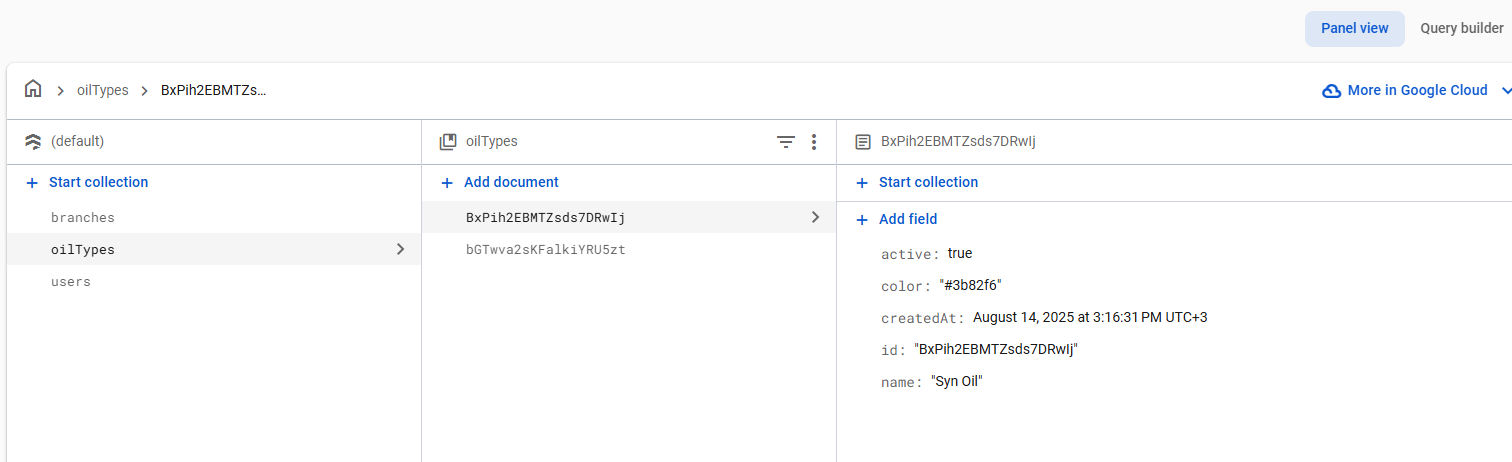 Panel view Query builder
oilTypes BxPih2EBMTZs...
More in Google Cloud
(default) oilTypes BxPih2EBMTZsds7DRwIj
+ Start collection + Add document + Start collection
branches BxPih2EBMTZsds7DRwIj + Add field
oilTypes bGTwva2sKFalkiYRU5zt active: true
users color: "#3b82f6"
createdAt: August 14, 2025 at 3:16:31 PM UTC+3
id: "BxPih2EBMTZsds7DRwIj"
name: "Syn Oil"